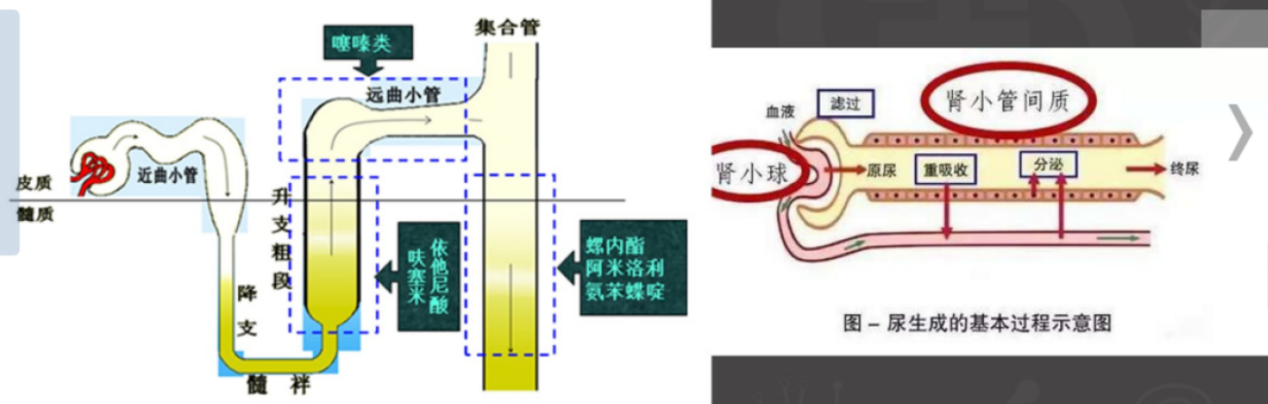 集合管
噻嗪类
远曲小管
近曲小管
皮质
髓质
升支粗段
降支
髓袢
呋塞米
依他尼酸
螺内酯
阿米洛利
氨苯蝶啶
肾小管间质
血液
滤过
肾小球
原尿
重吸收
分泌
终尿
图 – 尿生成的基本过程示意图